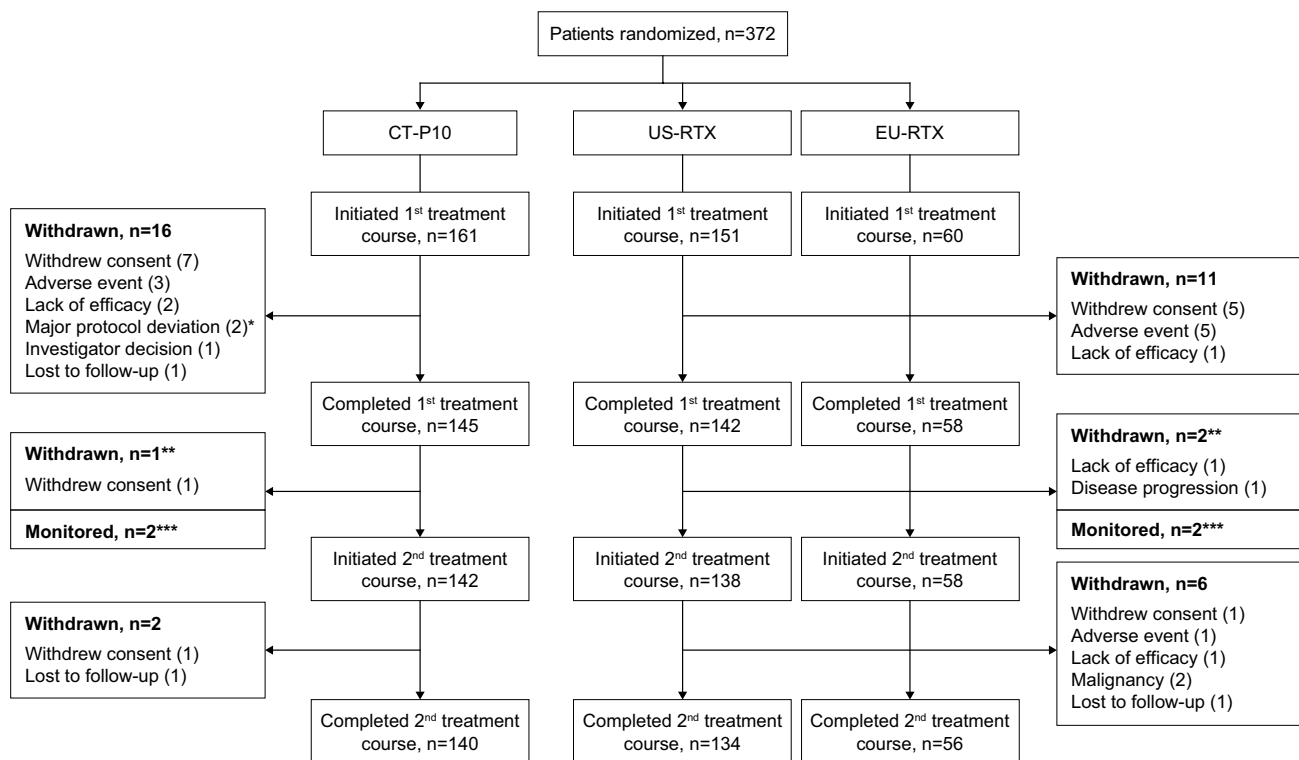 Patients randomized, n=372
CT-P10
US-RTX
EU-RTX
Initiated 1st treatment
course, n=161
Initiated 1st treatment
course, n=151
Initiated 1st treatment
course, n=60
Withdrawn, n=16
Withdrew consent (7)
Adverse event (3)
Lack of efficacy (2)
Major protocol deviation (2)*
Investigator decision (1)
Lost to follow-up (1)
Withdrawn, n=11
Withdrew consent (5)
Adverse event (5)
Lack of efficacy (1)
Completed 1st treatment
course, n=145
Completed 1st treatment
course, n=142
Completed 1st treatment
course, n=58
Withdrawn, n=1**
Withdrew consent (1)
Monitored, n=2***
Withdrawn, n=2**
Lack of efficacy (1)
Disease progression (1)
Monitored, n=2***
Initiated 2nd treatment
course, n=142
Initiated 2nd treatment
course, n=138
Initiated 2nd treatment
course, n=58
Withdrawn, n=2
Withdrew consent (1)
Lost to follow-up (1)
Withdrawn, n=6
Withdrew consent (1)
Adverse event (1)
Lack of efficacy (1)
Malignancy (2)
Lost to follow-up (1)
Completed 2nd treatment
course, n=140
Completed 2nd treatment
course, n=134
Completed 2nd treatment
course, n=56